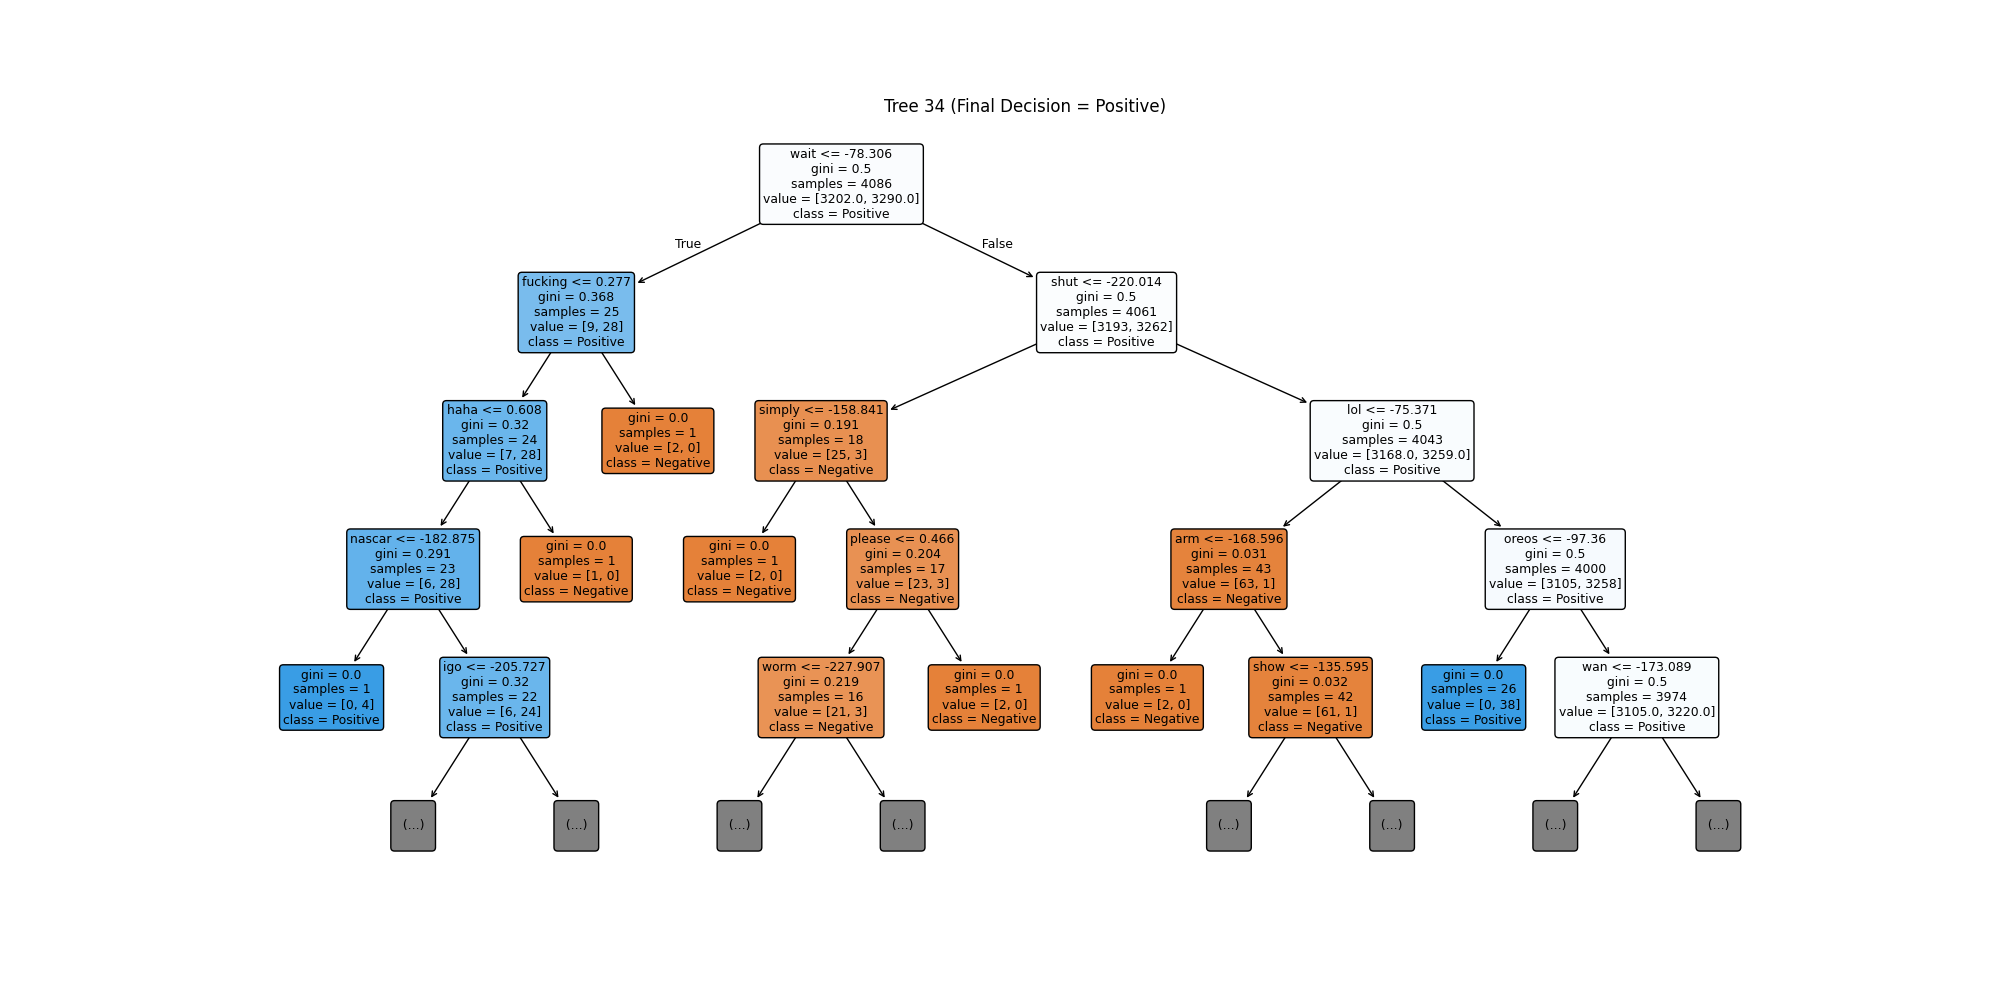 Tree 34 (Final Decision = Positive)
wait <= -78.306
gini = 0.5
samples = 4086
value = [3202.0, 3290.0]
class = Positive
True
False
fucking <= 0.277
gini = 0.368
samples = 25
value = [9, 28]
class = Positive
shut <= -220.014
gini = 0.5
samples = 4061
value = [3193, 3262]
class = Positive
haha <= 0.608
gini = 0.32
samples = 24
value = [7, 28]
class = Positive
gini = 0.0
samples = 1
value = [2, 0]
class = Negative
simply <= -158.841
gini = 0.191
samples = 18
value = [25, 3]
class = Negative
lol <= -75.371
gini = 0.5
samples = 4043
value = [3168.0, 3259.0]
class = Positive
nascar <= -182.875
gini = 0.291
samples = 23
value = [6, 28]
class = Positive
gini = 0.0
samples = 1
value = [1, 0]
class = Negative
gini = 0.0
samples = 1
value = [2, 0]
class = Negative
please <= 0.466
gini = 0.204
samples = 17
value = [23, 3]
class = Negative
arm <= -168.596
gini = 0.031
samples = 43
value = [63, 1]
class = Negative
oreos <= -97.36
gini = 0.5
samples = 4000
value = [3105, 3258]
class = Positive
gini = 0.0
samples = 1
value = [0, 4]
class = Positive
igo <= -205.727
gini = 0.32
samples = 22
value = [6, 24]
class = Positive
worm <= -227.907
gini = 0.219
samples = 16
value = [21, 3]
class = Negative
gini = 0.0
samples = 1
value = [2, 0]
class = Negative
gini = 0.0
samples = 1
value = [2, 0]
class = Negative
show <= -135.595
gini = 0.032
samples = 42
value = [61, 1]
class = Negative
gini = 0.0
samples = 26
value = [0, 38]
class = Positive
wan <= -173.089
gini = 0.5
samples = 3974
value = [3105.0, 3220.0]
class = Positive
(...)
(...)
(...)
(...)
(...)
(...)
(...)
(...)